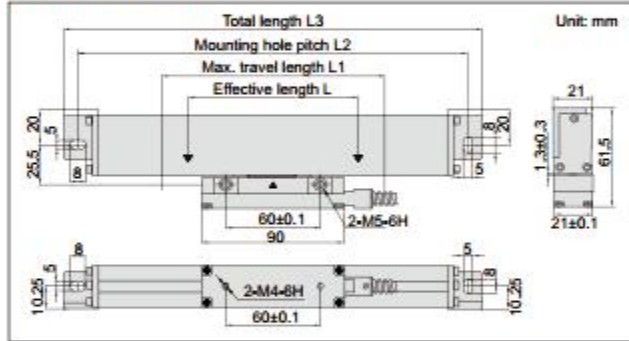 Total length L3
Unit: mm
Mounting hole pitch L2
Max. travel length L1
Effective length L
20
5
25.5
8
8
20
5
21
1.3±0.3
61.5
21±0.1
60±0.1
2-M5-6H
90
8
5
10.25
2-M4-6H
60±0.1
5
8
10.25